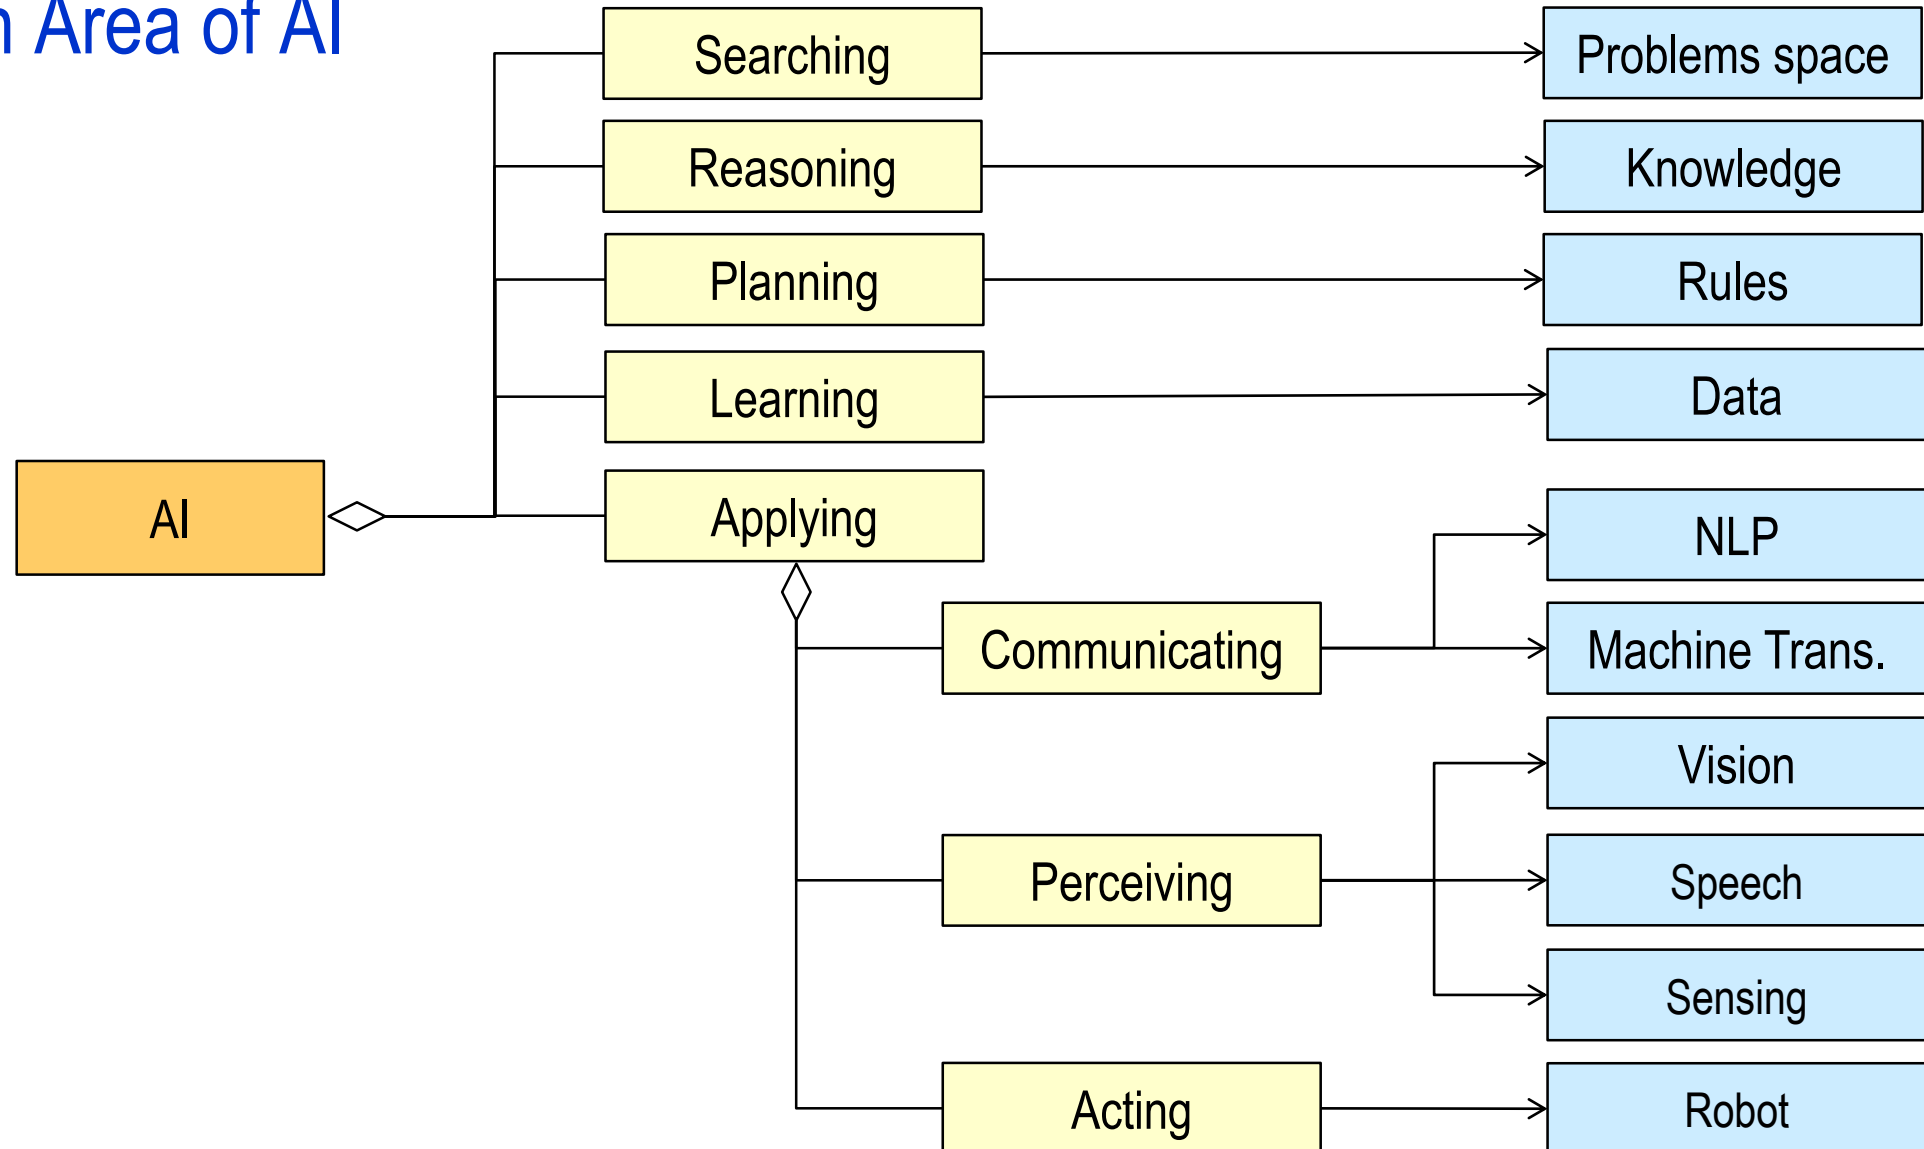 n Area of AI
Searching
Problems space
Reasoning
Knowledge
Planning
Rules
Learning
Data
AI
Applying
NLP
Communicating
Machine Trans.
Vision
Perceiving
Speech
Sensing
Acting
Robot